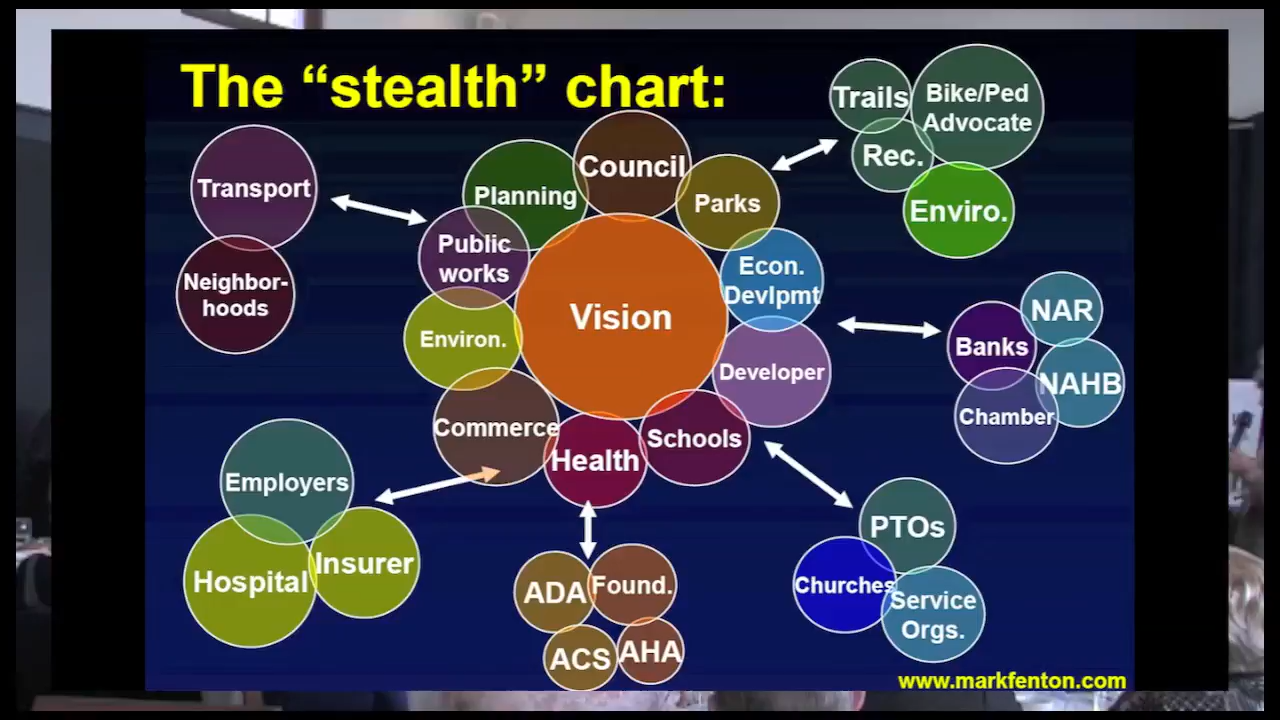 The “stealth” chart:
Transport
Neighbor-
hoods
Planning
Council
Parks
Public
works
Environ.
Vision
Econ.
Devlpmt
Developer
Commerce
Health
Schools
Trails
Bike/Ped
Advocate
Rec.
Enviro.
NAR
Banks
NAHB
Chamber
Employers
Hospital
Insurer
ADA
Found.
ACS
AHA
PTOs
Churches
Service
Orgs.
www.markfenton.com